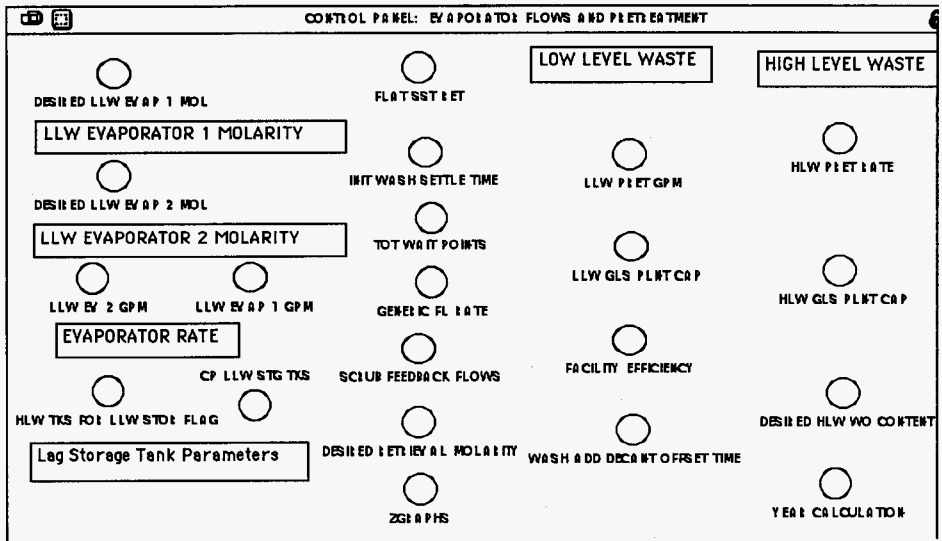 CONTROL PANEL: EVAPORATOR FLOWS AND PRETREATMENT
DESIRED LLW EVAP 1 MOL
LLW EVAPORATOR 1 MOLARITY
DESIRED LLW EVAP 2 MOL
LLW EVAPORATOR 2 MOLARITY
LLW EV 2 GPM
LLW EVAP 1 GPM
EVAPORATOR RATE
CP LLW STG TKS
HLW TKS FOR LLW STOR FLAG
Lag Storage Tank Parameters
FLAT SST RET
INIT WASH SETTLE TIME
TOT WAIT POINTS
GENERIC FL RATE
SCRUB FEEDBACK FLOWS
DESIRED RETRIEVAL MOLARITY
ZGRAPHS
LOW LEVEL WASTE
LLW PRET GPM
LLW GLS PLNT CAP
FACILITY EFFICIENCY
WASH ADD DECANT OFFSET TIME
HIGH LEVEL WASTE
HLW PRET RATE
HLW GLS PLNT CAP
DESIRED HLW WO CONTENT
YEAR CALCULATION